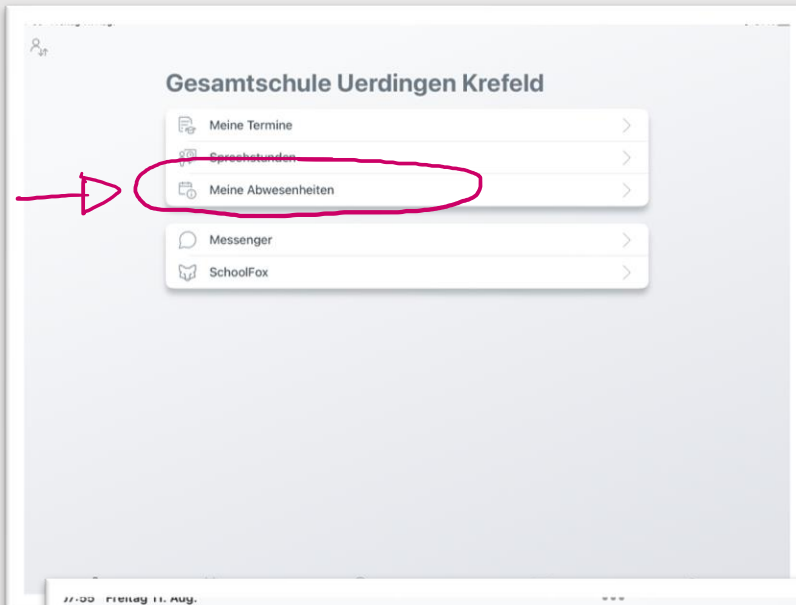 Gesamtschule Uerdingen Krefeld
Meine Termine
Sprechstunden
Meine Abwesenheiten
Messenger
SchoolFox
Freitag 11. Aug.